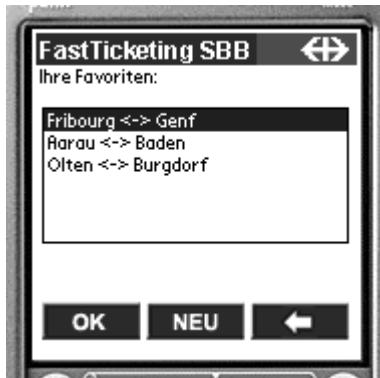 FastTicketing SBB
Ihre Favoriten:
Fribourg <-> Genf
Aarau <-> Baden
Olten <-> Burgdorf
OK NEU